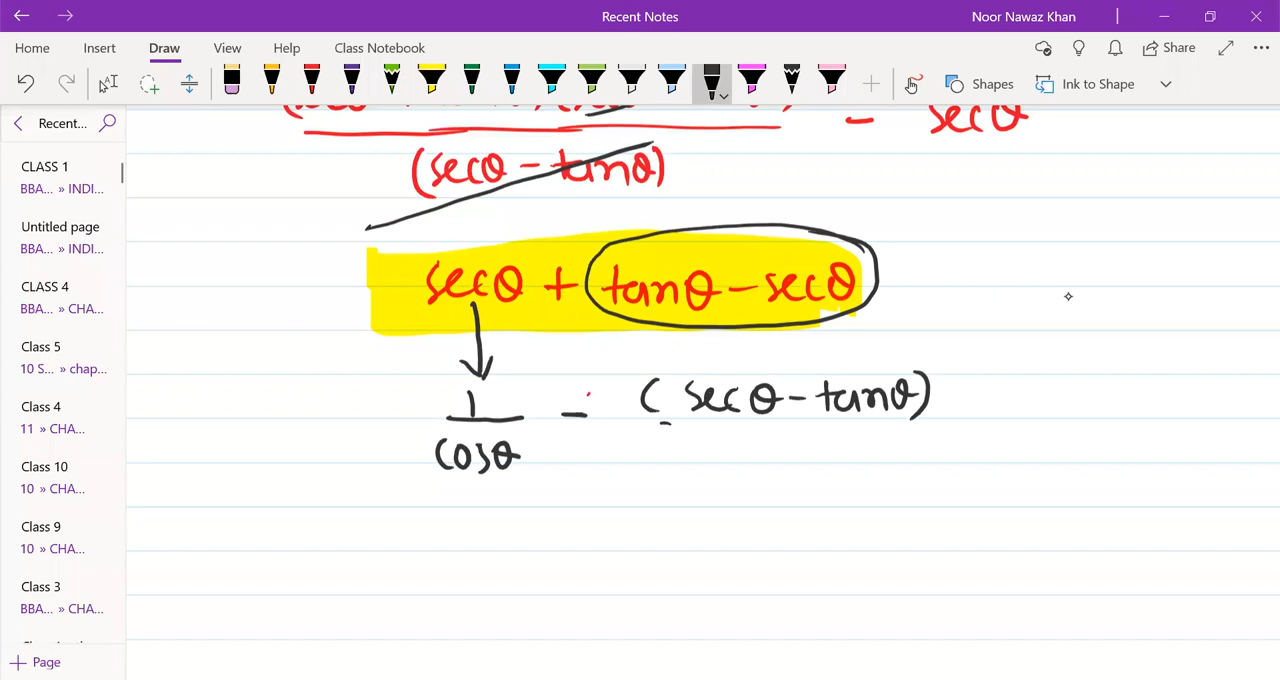 Recent Notes Noor Nawaz Khan
Home Insert Draw View Help Class Notebook Share
Shapes Ink to Shape
Recent...
− secθ
CLASS 1
BBA... » INDI...
(secθ − tanθ)
Untitled page
BBA... » INDI...
secθ + tanθ − secθ
CLASS 4
BBA... » CHA...
Class 5
10 S... » chap...
1/cosθ − (secθ − tanθ)
Class 4
11 » CHA...
Class 10
10 » CHA...
Class 9
10 » CHA...
Class 3
BBA... » CHA...
Page